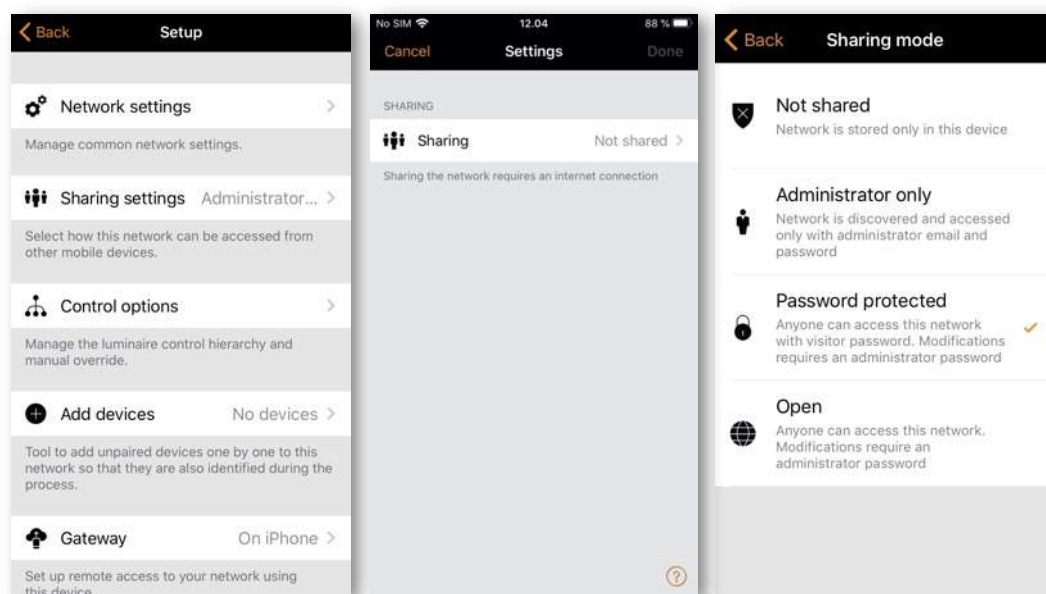 Back
Setup
Network settings
Manage common network settings.
Sharing settings Administrator...
Select how this network can be accessed from
other mobile devices.
Control options
Manage the luminaire control hierarchy and
manual override.
Add devices No devices
Tool to add unpaired devices one by one to this
network so that they are also identified during the
process.
Gateway On iPhone
Set up remote access to your network using
this device
No SIM 12.04 88 %
Cancel Settings Done
SHARING
Sharing Not shared
Sharing the network requires an internet connection
?
Back Sharing mode
Not shared
Network is stored only in this device
Administrator only
Network is discovered and accessed
only with administrator email and
password
Password protected
Anyone can access this network
with visitor password. Modifications
requires an administrator password
Open
Anyone can access this network.
Modifications require an
administrator password